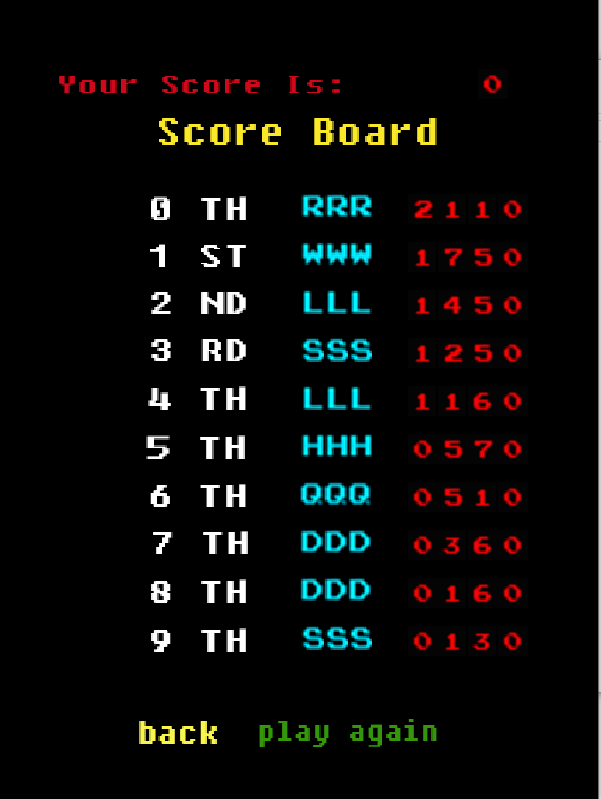 Your Score Is: 0
Score Board
0 TH RRR 2110
1 ST WWW 1750
2 ND LLL 1450
3 RD SSS 1250
4 TH LLL 1160
5 TH HHH 0570
6 TH QQQ 0510
7 TH DDD 0360
8 TH DDD 0160
9 TH SSS 0130
back play again